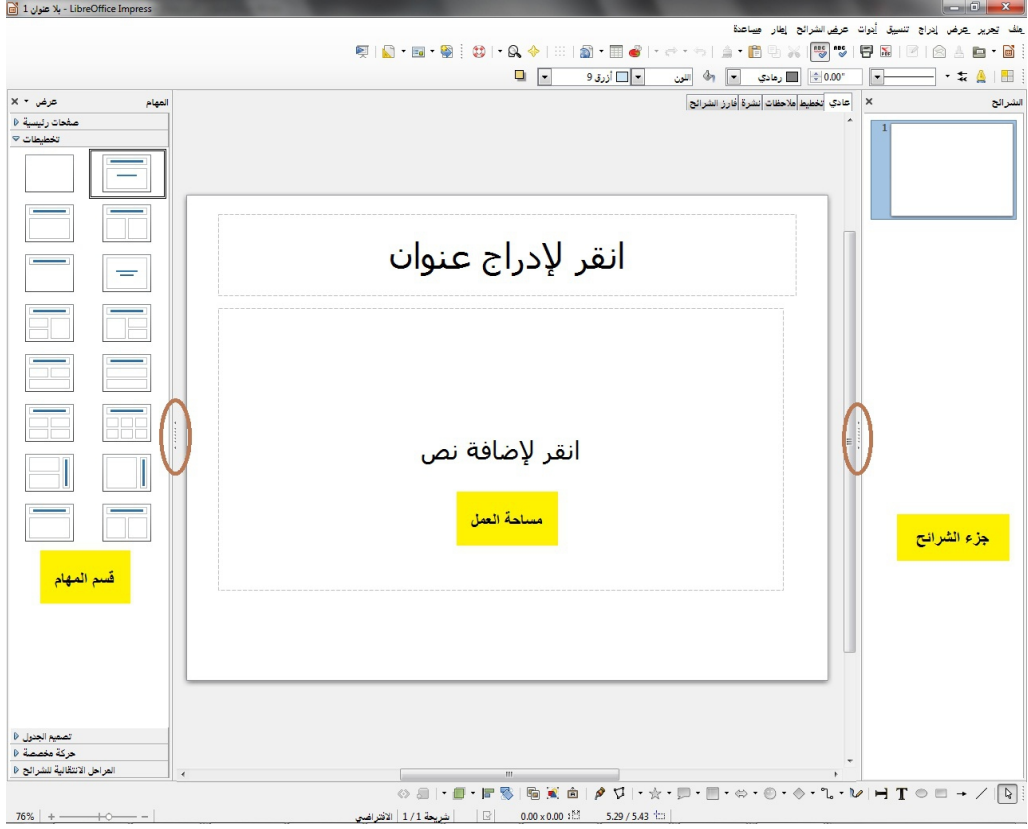 بلا عنوان 1 - LibreOffice Impress
ملف تحرير عرض إدراج تنسيق أدوات عرض الشرائح إطار مساعدة
0.00" رمادي اللون أزرق 9
الشرائح
عادي تخطيط ملاحظات نشرة فارز الشرائح
المهام عرض
صفحات رئيسية
تخطيطات
1
انقر لإدراج عنوان
انقر لإضافة نص
مساحة العمل
جزء الشرائح
قسم المهام
تصميم الجدول
حركة مخصصة
المراحل الانتقالية للشرائح
5.29 / 5.43 0.00 x 0.00 شريحة 1 / 1 الافتراضي 76%